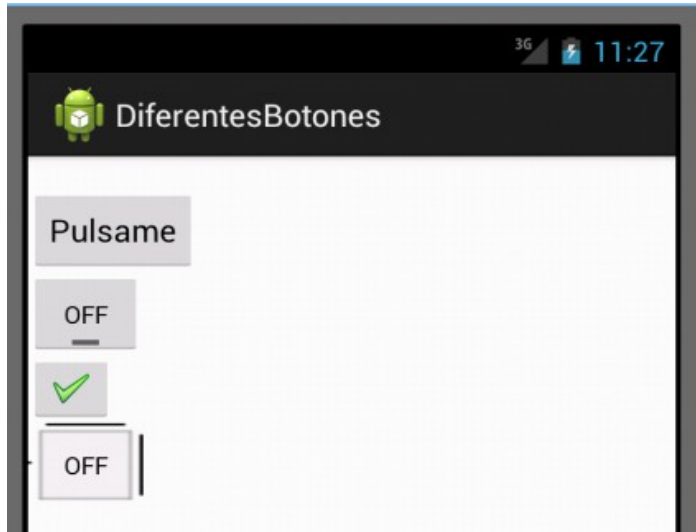 3G 11:27
DiferentesBotones
Pulsame
OFF
OFF